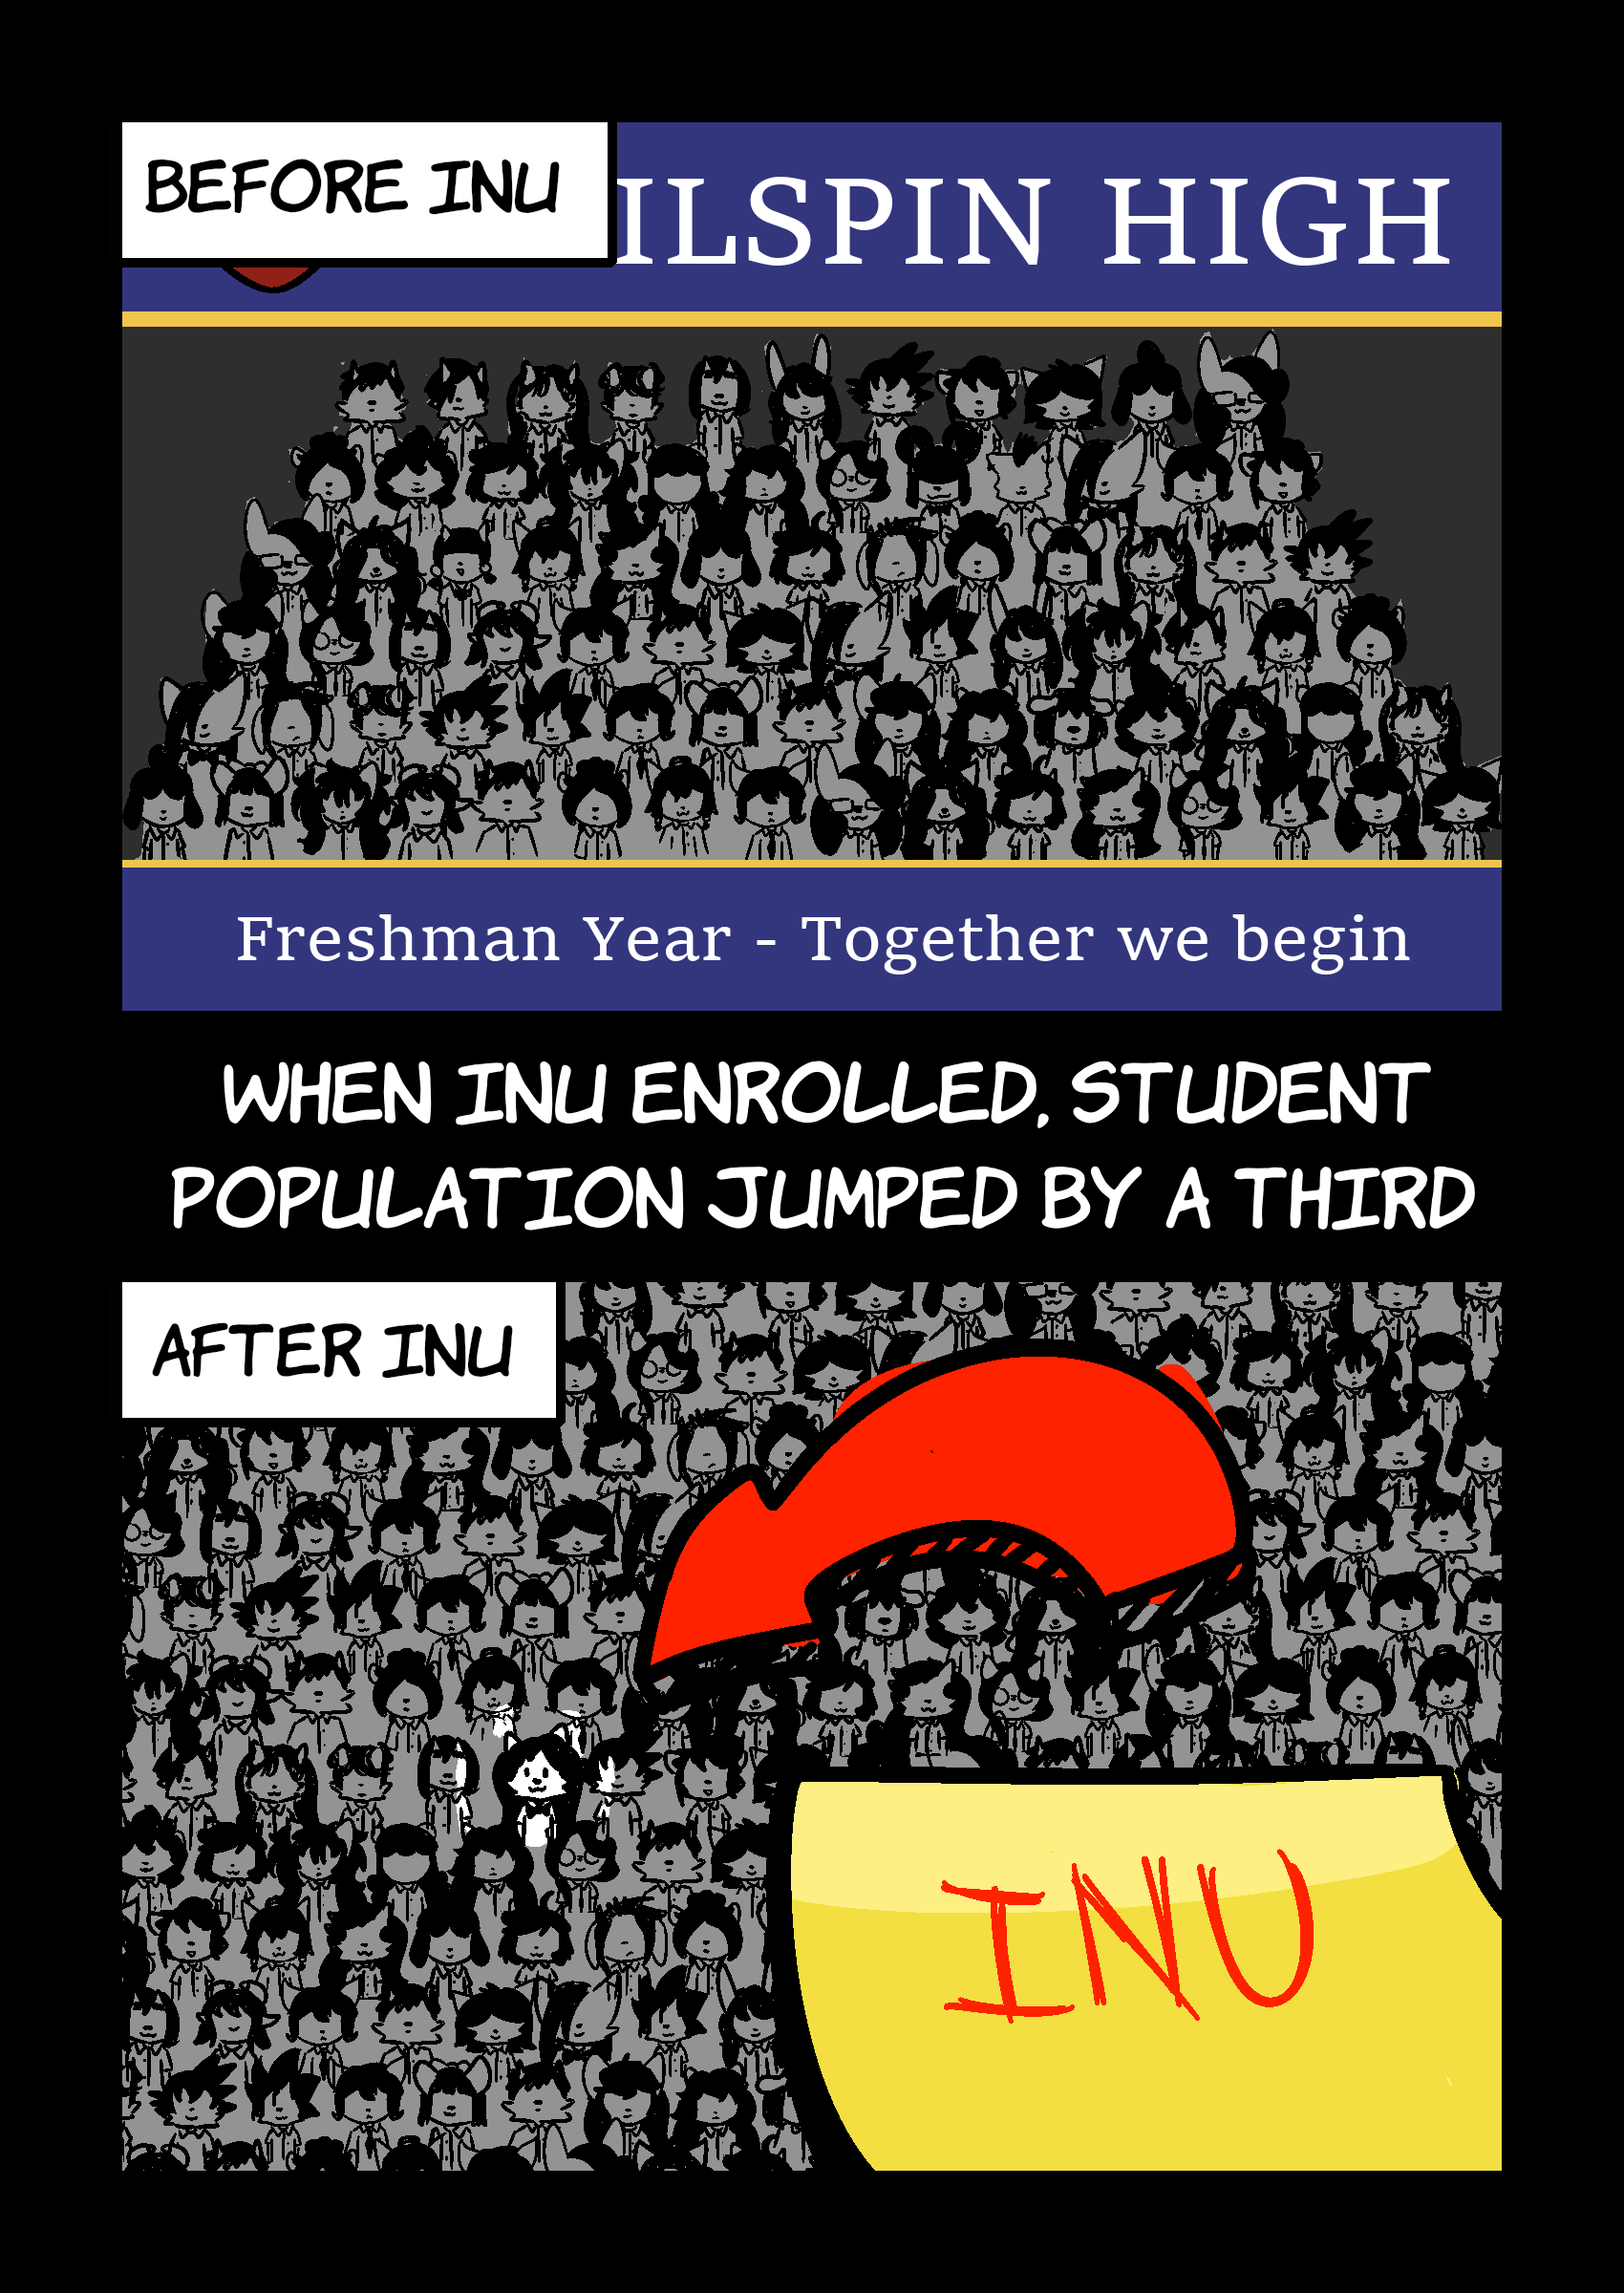 BEFORE INU
ILSPIN HIGH
Freshman Year - Together we begin
WHEN INU ENROLLED, STUDENT
POPULATION JUMPED BY A THIRD
AFTER INU
INU